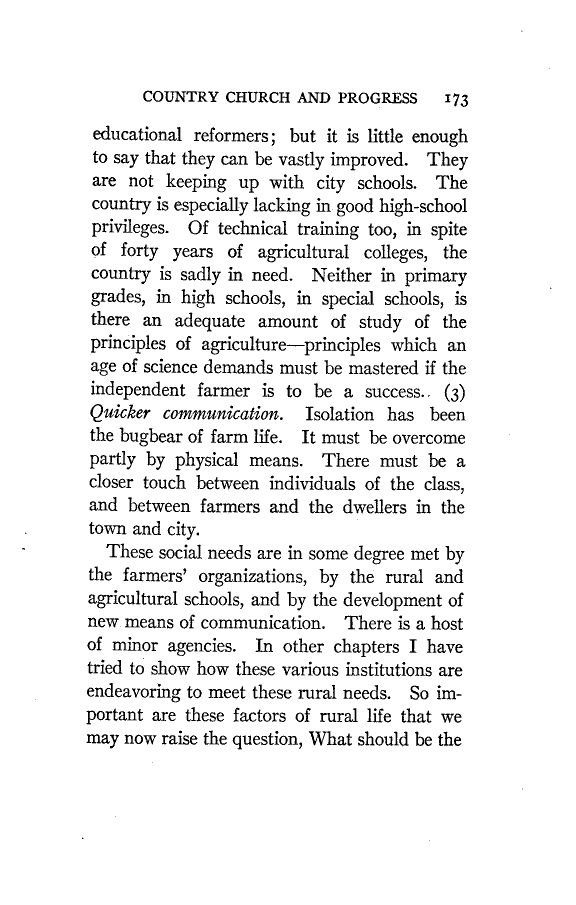 COUNTRY CHURCH AND PROGRESS 173
educational reformers; but it is little enough
to say that they can be vastly improved. They
are not keeping up with city schools. The
country is especially lacking in good high-school
privileges. Of technical training too, in spite
of forty years of agricultural colleges, the
country is sadly in need. Neither in primary
grades, in high schools, in special schools, is
there an adequate amount of study of the
principles of agriculture—principles which an
age of science demands must be mastered if the
independent farmer is to be a success.. (3)
Quicker communication. Isolation has been
the bugbear of farm life. It must be overcome
partly by physical means. There must be a
closer touch between individuals of the class,
and between farmers and the dwellers in the
town and city.
These social needs are in some degree met by
the farmers' organizations, by the rural and
agricultural schools, and by the development of
new means of communication. There is a host
of minor agencies. In other chapters I have
tried to show how these various institutions are
endeavoring to meet these rural needs. So im-
portant are these factors of rural life that we
may now raise the question, What should be the